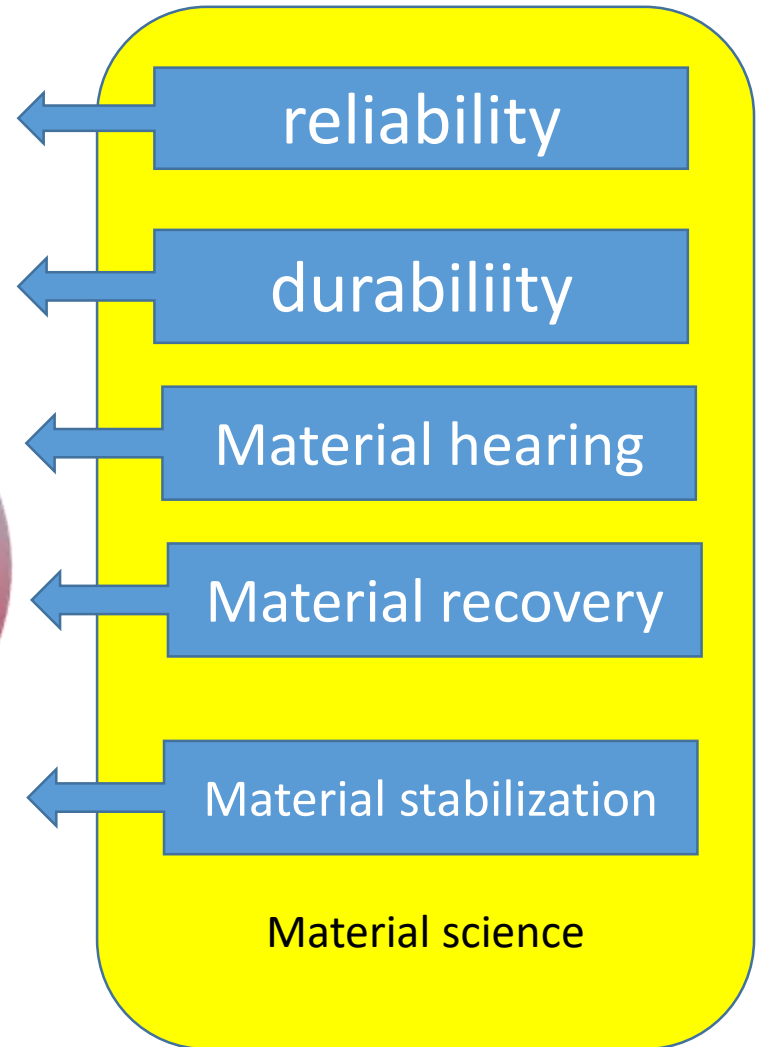 reliability
durabiliity
Material hearing
Material recovery
Material stabilization
Material science